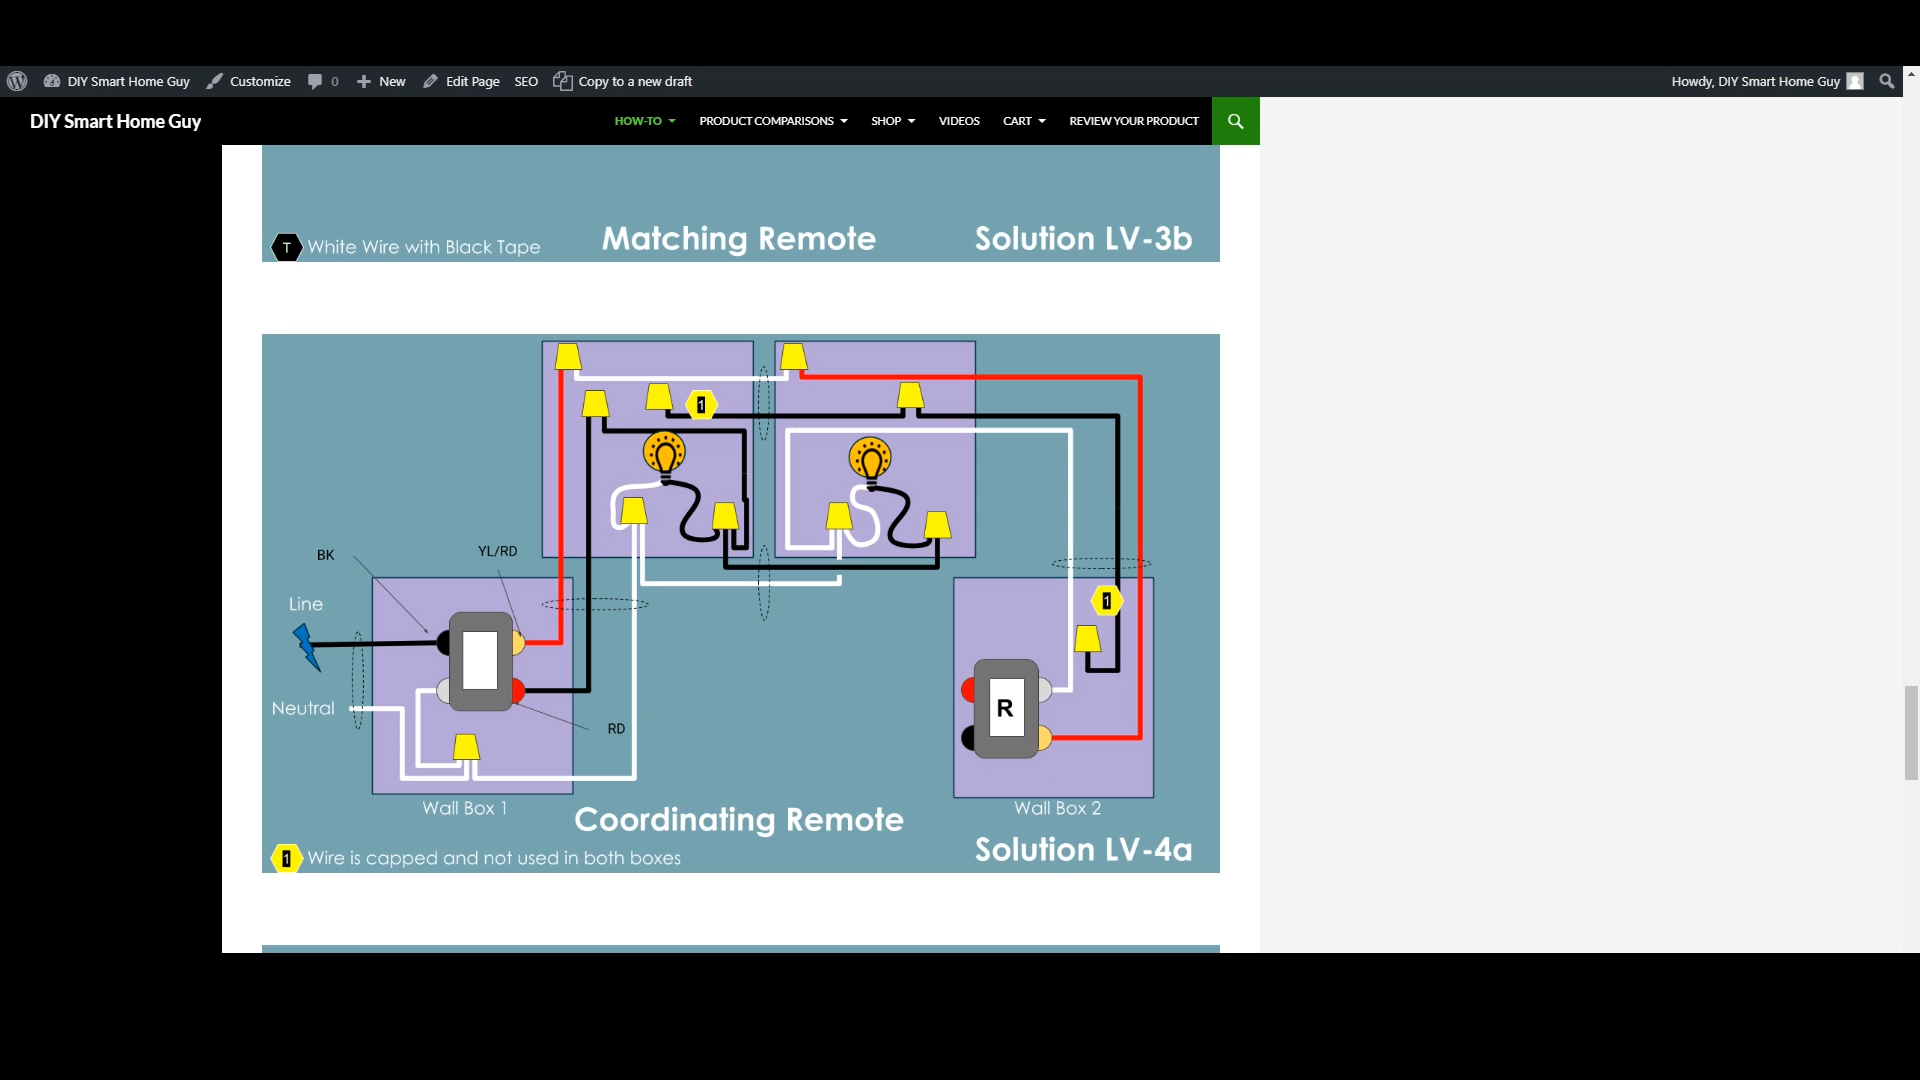 DIY Smart Home Guy Customize 0 New Edit Page SEO Copy to a new draft Howdy, DIY Smart Home Guy
DIY Smart Home Guy HOW-TO PRODUCT COMPARISONS SHOP VIDEOS CART REVIEW YOUR PRODUCT
T White Wire with Black Tape Matching Remote Solution LV-3b
1
BK YL/RD
Line
1
Neutral
R
RD
Wall Box 1 Wall Box 2
Coordinating Remote
Solution LV-4a
1 Wire is capped and not used in both boxes